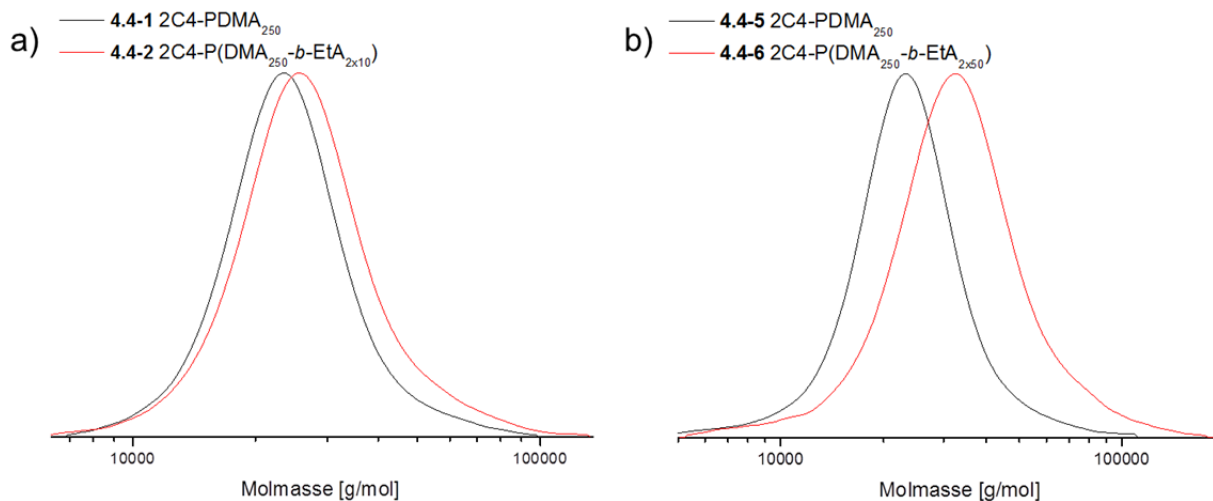 a)
4.4-1 2C4-PDMA₂₅₀
4.4-2 2C4-P(DMA₂₅₀-b-EtA₂ₓ₁₀)
10000 100000
Molmasse [g/mol]
b)
4.4-5 2C4-PDMA₂₅₀
4.4-6 2C4-P(DMA₂₅₀-b-EtA₂ₓ₅₀)
10000 100000
Molmasse [g/mol]